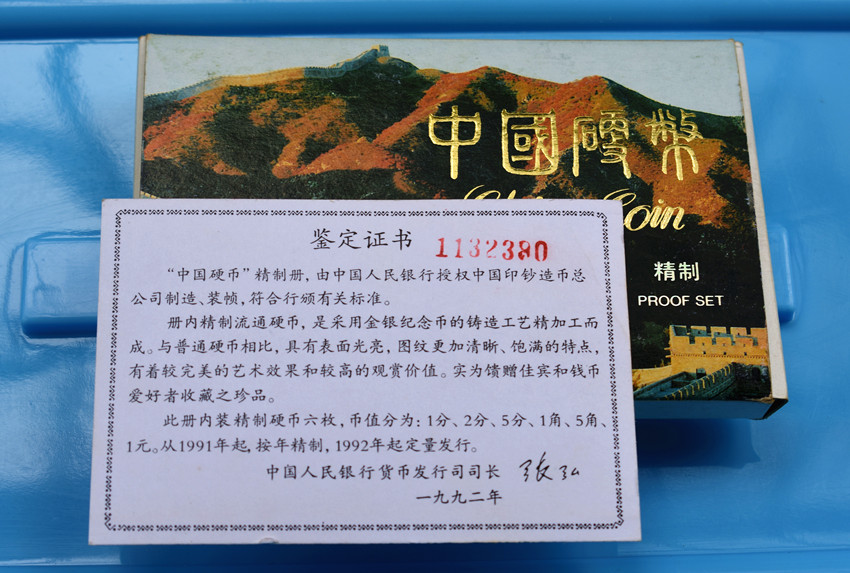 中國硬幣
Coin
精制
PROOF SET
鉴定证书 1132380
“中国硬币”精制册，由中国人民银行授权中国印钞造币总
公司制造、装帧，符合行颁有关标准。
册内精制流通硬币，是采用金银纪念币的铸造工艺精加工而
成。与普通硬币相比，具有表面光亮，图纹更加清晰、饱满的特点，
有着较完美的艺术效果和较高的观赏价值。实为馈赠佳宾和钱币
爱好者收藏之珍品。
此册内装精制硬币六枚，币值分为：1分、2分、5分、1角、5角、
1元。从1991年起，按年精制，1992年起定量发行。
中国人民银行货币发行司司长 张弘
一九九二年